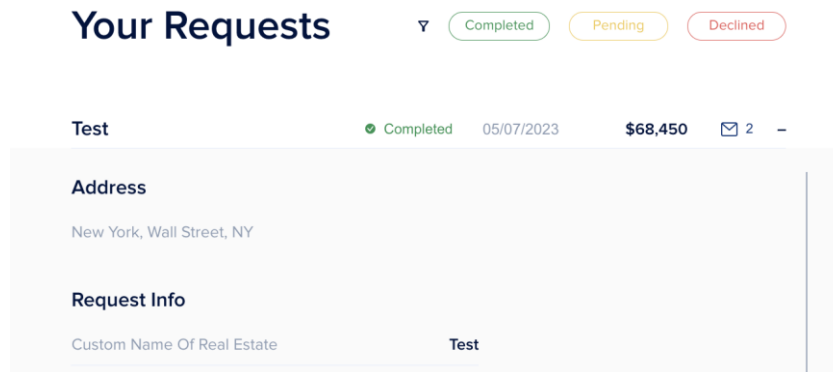 Your Requests Completed Pending Declined
Test Completed 05/07/2023 $68,450 2 –
Address
New York, Wall Street, NY
Request Info
Custom Name Of Real Estate Test